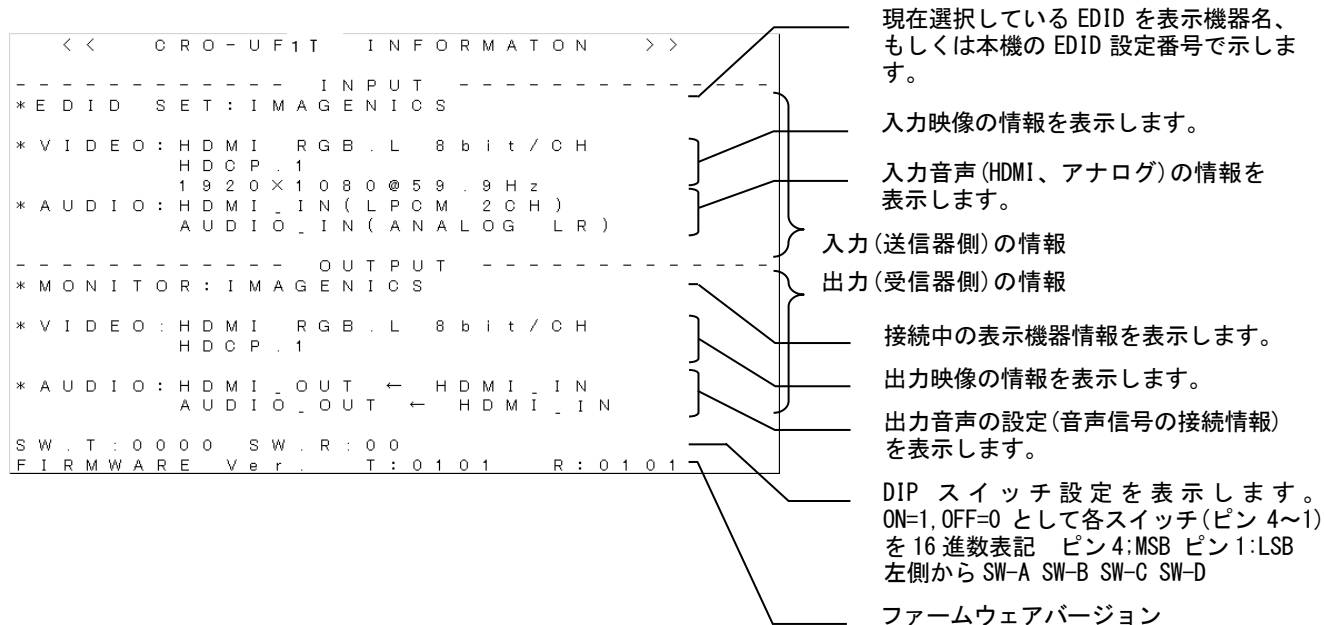 << CRO-UF1T INFORMATON >>
------------ INPUT ------------
*EDID SET:IMAGENICS
*VIDEO:HDMI RGB.L 8bit/CH
HDCP.1
1920×1080@59.9Hz
*AUDIO:HDMI_IN(LPCM 2CH)
AUDIO_IN(ANALOG LR)
------------ OUTPUT ------------
*MONITOR:IMAGENICS
*VIDEO:HDMI RGB.L 8bit/CH
HDCP.1
*AUDIO:HDMI_OUT ← HDMI_IN
AUDIO_OUT ← HDMI_IN
SW.T:0000 SW.R:00
FIRMWARE Ver. T:0101 R:0101
現在選択している EDID を表示機器名、
もしくは本機の EDID 設定番号で示しま
す。
入力映像の情報を表示します。
入力音声(HDMI、アナログ)の情報を
表示します。
入力(送信器側)の情報
出力(受信器側)の情報
接続中の表示機器情報を表示します。
出力映像の情報を表示します。
出力音声の設定(音声信号の接続情報)
を表示します。
DIP スイッチ設定を表示します。
ON=1,OFF=0 として各スイッチ(ピン 4～1)
を 16 進数表記 ピン 4;MSB ピン 1:LSB
左側から SW-A SW-B SW-C SW-D
ファームウェアバージョン